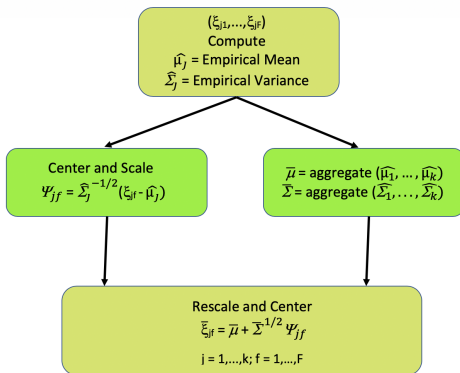 (ξj1,...,ξjF)
Compute
μ̂J = Empirical Mean
Σ̂J = Empirical Variance
Center and Scale
Ψjf = Σ̂J^-1/2(ξjf - μ̂J)
μ̅ = aggregate (μ̂1, ... , μ̂k)
Σ̅ = aggregate (Σ̂1, . . . , Σ̂k)
Rescale and Center
ξ̅jf = μ̅ + Σ̅^1/2 Ψjf
j = 1,...,k; f = 1,...,F